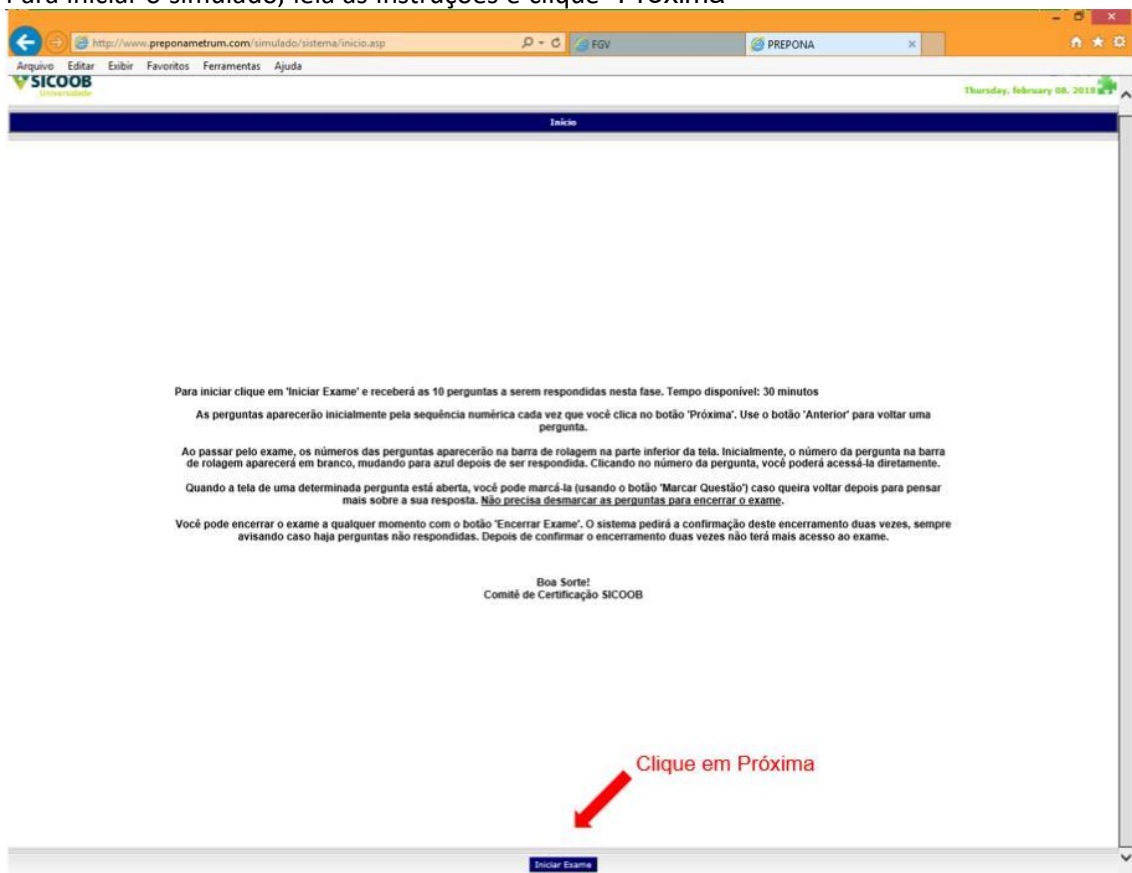 Para iniciar o simulado, leia as instruções e clique "Próxima"
http://www.preponametrum.com/simulado/sistema/inicio.asp
FGV
PREPONA
Arquivo Editar Exibir Favoritos Ferramentas Ajuda
SICOOB
Universidade
Thursday, february 08, 2018
Início
Para iniciar clique em 'Iniciar Exame' e receberá as 10 perguntas a serem respondidas nesta fase. Tempo disponível: 30 minutos
As perguntas aparecerão inicialmente pela sequência numérica cada vez que você clica no botão 'Próxima'. Use o botão 'Anterior' para voltar uma
pergunta.
Ao passar pelo exame, os números das perguntas aparecerão na barra de rolagem na parte inferior da tela. Inicialmente, o número da pergunta na barra
de rolagem aparecerá em branco, mudando para azul depois de ser respondida. Clicando no número da pergunta, você poderá acessá-la diretamente.
Quando a tela de uma determinada pergunta está aberta, você pode marcá-la (usando o botão 'Marcar Questão') caso queira voltar depois para pensar
mais sobre a sua resposta. Não precisa desmarcar as perguntas para encerrar o exame.
Você pode encerrar o exame a qualquer momento com o botão 'Encerrar Exame'. O sistema pedirá a confirmação deste encerramento duas vezes, sempre
avisando caso haja perguntas não respondidas. Depois de confirmar o encerramento duas vezes não terá mais acesso ao exame.
Boa Sorte!
Comitê de Certificação SICOOB
Clique em Próxima
Iniciar Exame